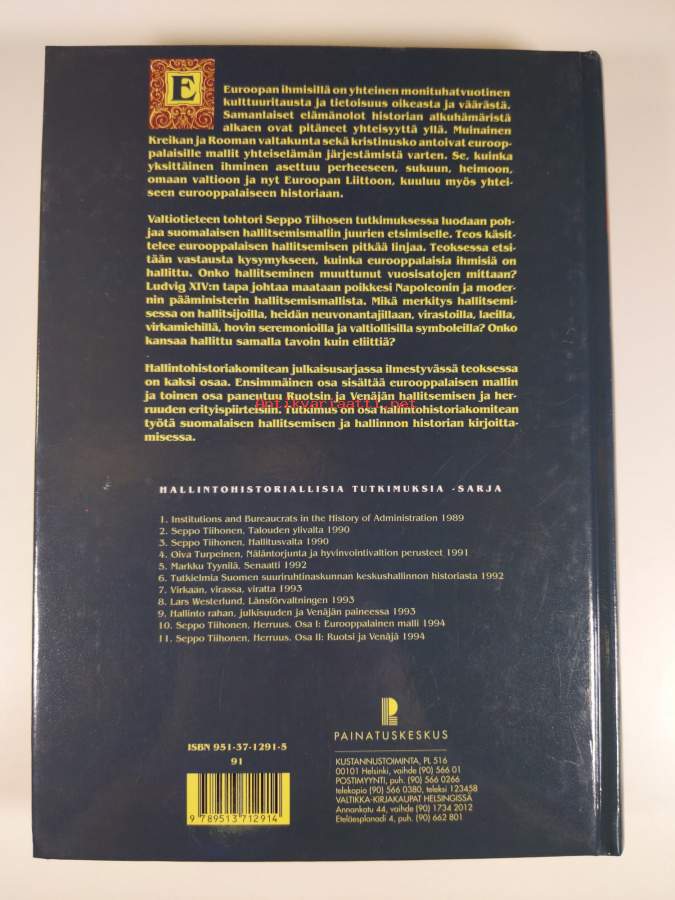 E
Euroopan ihmisillä on yhteinen monituhatvuotinen
kulttuuritausta ja tietoisuus oikeasta ja väärästä.
Samanlaiset elämänolot historian alkuhämäristä
alkaen ovat pitäneet yhteisyyttä yllä. Muinainen
Kreikan ja Rooman valtakunta sekä kristinusko antoivat euroop-
palaisille mallit yhteiselämän järjestämistä varten. Se, kuinka
yksittäinen ihminen asettuu perheeseen, sukuun, heimoon,
omaan valtioon ja nyt Euroopan Liittoon, kuuluu myös yhtei-
seen eurooppalaiseen historiaan.
Valtiotieteen tohtori Seppo Tiihosen tutkimuksessa luodaan poh-
jaa suomalaisen hallitsemismallin juurien etsimiselle. Teos käsit-
telee eurooppalaisen hallitsemisen pitkää linjaa. Teoksessa etsi-
tään vastausta kysymykseen, kuinka eurooppalaisia ihmisiä on
hallittu. Onko hallitseminen muuttunut vuosisatojen mittaan?
Ludvig XIV:n tapa johtaa maataan poikkesi Napoleonin ja moder-
nin pääministerin hallitsemismallista. Mikä merkitys hallitsemi-
sessa on hallitsijoilla, heidän neuvonantajillaan, virastoilla, laeilla,
virkamiehillä, hovin seremonioilla ja valtiollisilla symboleilla? Onko
kansaa hallittu samalla tavoin kuin eliittiä?
Hallintohistoriakomitean julkaisusarjassa ilmestyvässä teoksessa
on kaksi osaa. Ensimmäinen osa sisältää eurooppalaisen mallin
ja toinen osa paneutuu Ruotsin ja Venäjän hallitsemisen ja her-
ruuden erityispiirteisiin. Tutkimus on osa hallintohistoriakomitean
Antikvariaatti.net
työtä suomalaisen hallitsemisen ja hallinnon historian kirjoitta-
misessa.
HALLINTOHISTORIALLISIA TUTKIMUKSIA -SARJA
1. Institutions and Bureaucrats in the History of Administration 1989
2. Seppo Tiihonen, Talouden ylivalta 1990
3. Seppo Tiihonen, Hallitusvalta 1990
4. Oiva Turpeinen, Näläntorjunta ja hyvinvointivaltion perusteet 1991
5. Markku Tyynilä, Senaatti 1992
6. Tutkielmia Suomen suuriruhtinaskunnan keskushallinnon historiasta 1992
7. Virkaan, virassa, viratta 1993
8. Lars Westerlund, Länsförvaltningen 1993
9. Hallinto rahan, julkisuuden ja Venäjän paineessa 1993
10. Seppo Tiihonen, Herruus. Osa I: Eurooppalainen malli 1994
11. Seppo Tiihonen, Herruus. Osa II: Ruotsi ja Venäjä 1994
ISBN 951-37-1291-5
91
9 789513 712914
PAINATUSKESKUS
KUSTANNUSTOIMINTA, PL 516
00101 Helsinki, vaihde (90) 566 01
POSTIMYYNTI, puh. (90) 566 0266
telekopio (90) 566 0380, teleksi 123458
VALTIKKA-KIRJAKAUPAT HELSINGISSÄ
Annankatu 44, vaihde (90) 1734 2012
Eteläesplanadi 4, puh. (90) 662 801